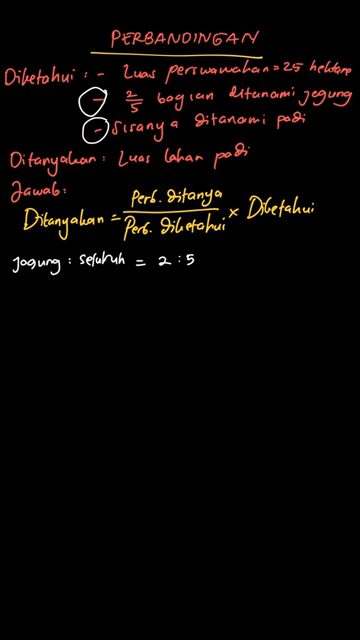 PERBANDINGAN
Diketahui : - Luas perswawahan = 25 hektare
- 2/5 bagian ditanami jagung
- Sisanya ditanami padi
Ditanyakan : Luas lahan padi
Jawab :
Ditanyakan = Perb. ditanya / Perb. diketahui × Diketahui
Jagung : seluruh = 2 : 5